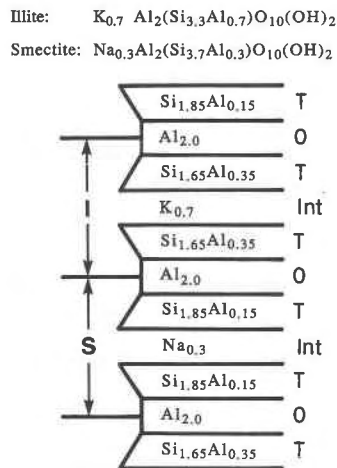 Illite: K0.7 Al2(Si3.3Al0.7)O10(OH)2
Smectite: Na0.3Al2(Si3.7Al0.3)O10(OH)2
Si1.85Al0.15 T
Al2.0 O
Si1.65Al0.35 T
I K0.7 Int
Si1.65Al0.35 T
Al2.0 O
Si1.85Al0.15 T
S Na0.3 Int
Si1.85Al0.15 T
Al2.0 O
Si1.65Al0.35 T